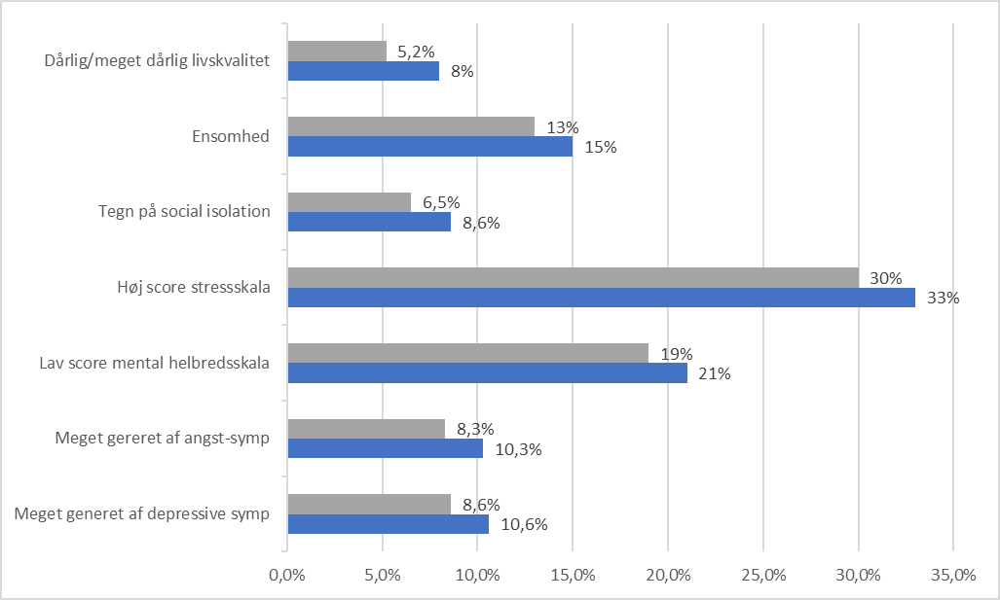 Dårlig/meget dårlig livskvalitet
5,2%
8%
Ensomhed
13%
15%
Tegn på social isolation
6,5%
8,6%
Høj score stressskala
30%
33%
Lav score mental helbredsskala
19%
21%
Meget gereret af angst-symp
8,3%
10,3%
Meget generet af depressive symp
8,6%
10,6%
0,0% 5,0% 10,0% 15,0% 20,0% 25,0% 30,0% 35,0%